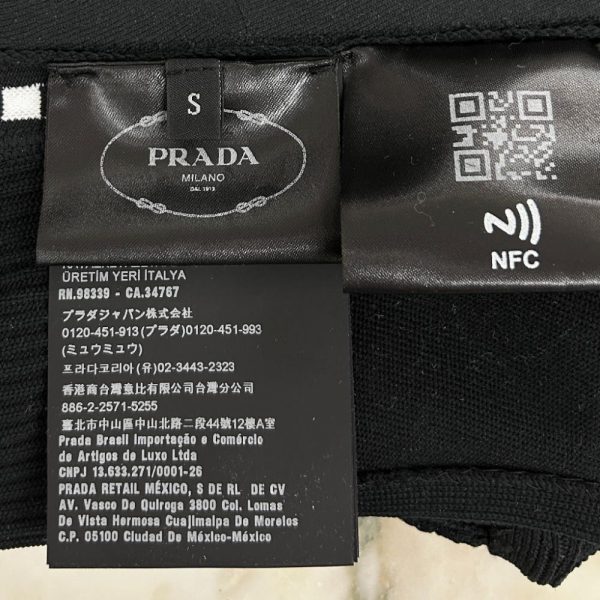 S
PRADA
MILANO
DAL 1913
NFC
ÜRETİM YERİ İTALYA
RN.98339 - CA.34767
プラダジャパン株式会社
0120-451-913(プラダ)0120-451-993
(ミュウミュウ)
프라다코리아 (유)02-3443-2323
香港商台灣意比有限公司台灣分公司
886-2-2571-5255
臺北市中山區中山北路二段44號12樓A室
Prada Brasil Importação e Comércio
de Artigos de Luxo Ltda
CNPJ 13.633.271/0001-26
PRADA RETAIL MÉXICO, S DE RL  DE CV
AV. Vasco De Quiroga 3800 Col. Lomas
De Vista Hermosa Cuajimalpa De Morelos
C.P. 05100 Ciudad De México-México